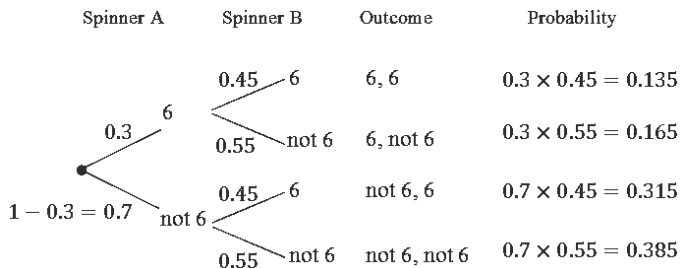 Spinner A Spinner B Outcome Probability
0.45 6 6, 6 0.3 × 0.45 = 0.135
6
0.3
0.55 not 6 6, not 6 0.3 × 0.55 = 0.165
0.45 6 not 6, 6 0.7 × 0.45 = 0.315
1 − 0.3 = 0.7 not 6
0.55 not 6 not 6, not 6 0.7 × 0.55 = 0.385